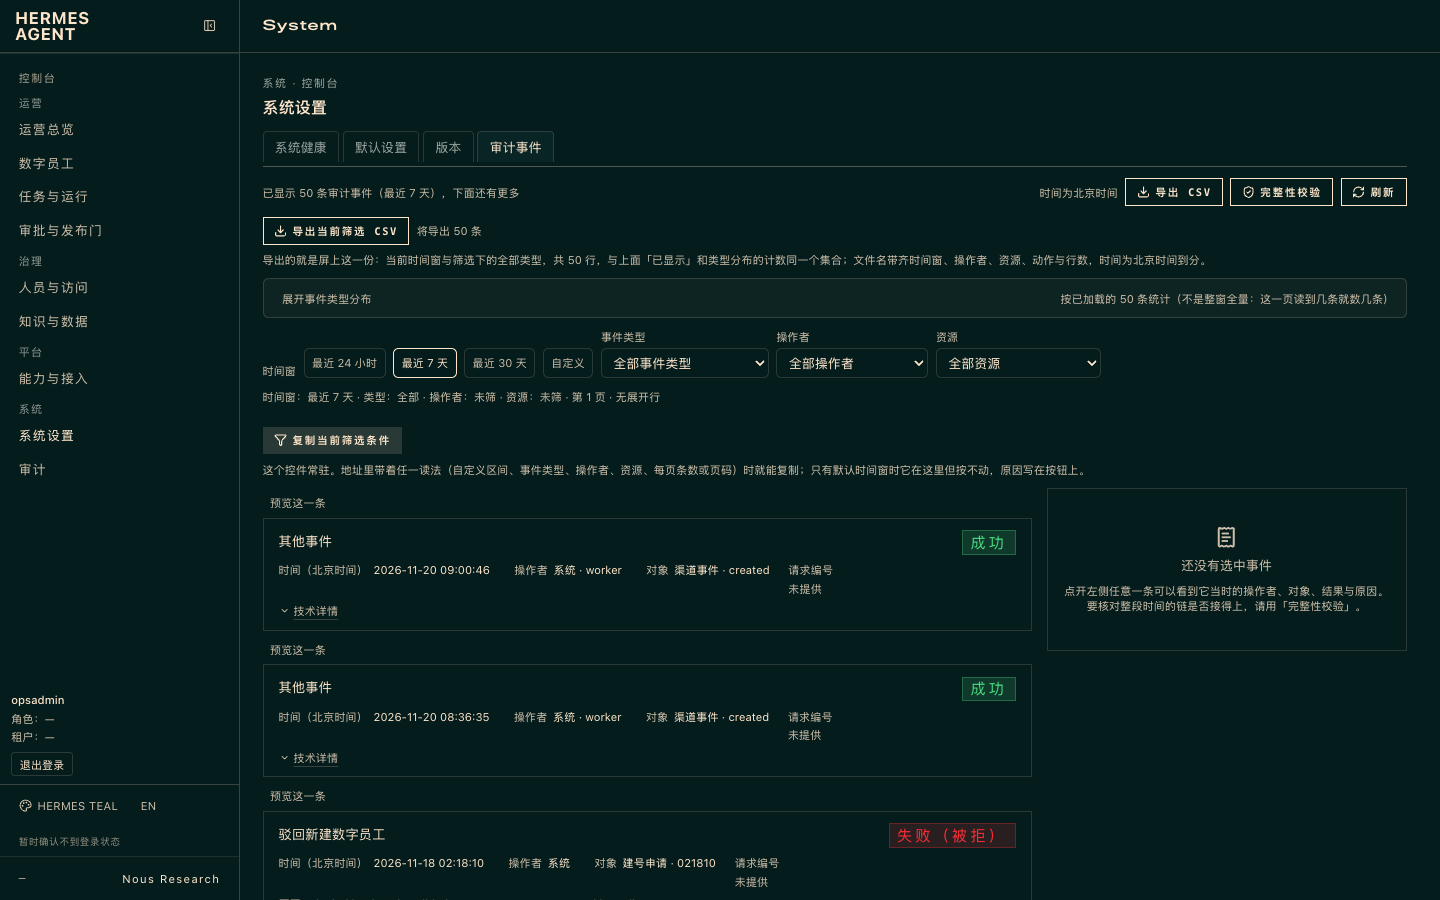 HERMES
AGENT
System
控制台
运营
运营总览
数字员工
任务与运行
审批与发布门
治理
人员与访问
知识与数据
平台
能力与接入
系统
系统设置
审计
opsadmin
角色：—
租户：—
退出登录
HERMES TEAL EN
暂时确认不到登录状态
— Nous Research
系统 · 控制台
系统设置
系统健康 默认设置 版本 审计事件
已显示 50 条审计事件（最近 7 天），下面还有更多 时间为北京时间 导出 CSV 完整性校验 刷新
导出当前筛选 CSV 将导出 50 条
导出的就是屏上这一份：当前时间窗与筛选下的全部类型，共 50 行，与上面「已显示」和类型分布的计数同一个集合；文件名带齐时间窗、操作者、资源、动作与行数，时间为北京时间到分。
展开事件类型分布 按已加载的 50 条统计（不是整窗全量：这一页读到几条就数几条）
事件类型 操作者 资源
时间窗 最近 24 小时 最近 7 天 最近 30 天 自定义 全部事件类型 全部操作者 全部资源
时间窗：最近 7 天 · 类型：全部 · 操作者：未筛 · 资源：未筛 · 第 1 页 · 无展开行
复制当前筛选条件
这个控件常驻。地址里带着任一读法（自定义区间、事件类型、操作者、资源、每页条数或页码）时就能复制；只有默认时间窗时它在这里但按不动，原因写在按钮上。
预览这一条
其他事件 成功
时间（北京时间） 2026-11-20 09:00:46 操作者 系统 · worker 对象 渠道事件 · created 请求编号
未提供
技术详情
预览这一条
其他事件 成功
时间（北京时间） 2026-11-20 08:36:35 操作者 系统 · worker 对象 渠道事件 · created 请求编号
未提供
技术详情
预览这一条
驳回新建数字员工 失败（被拒）
时间（北京时间） 2026-11-18 02:18:10 操作者 系统 对象 建号申请 · 021810 请求编号
未提供
还没有选中事件
点开左侧任意一条可以看到它当时的操作者、对象、结果与原因。
要核对整段时间的链是否接得上，请用「完整性校验」。